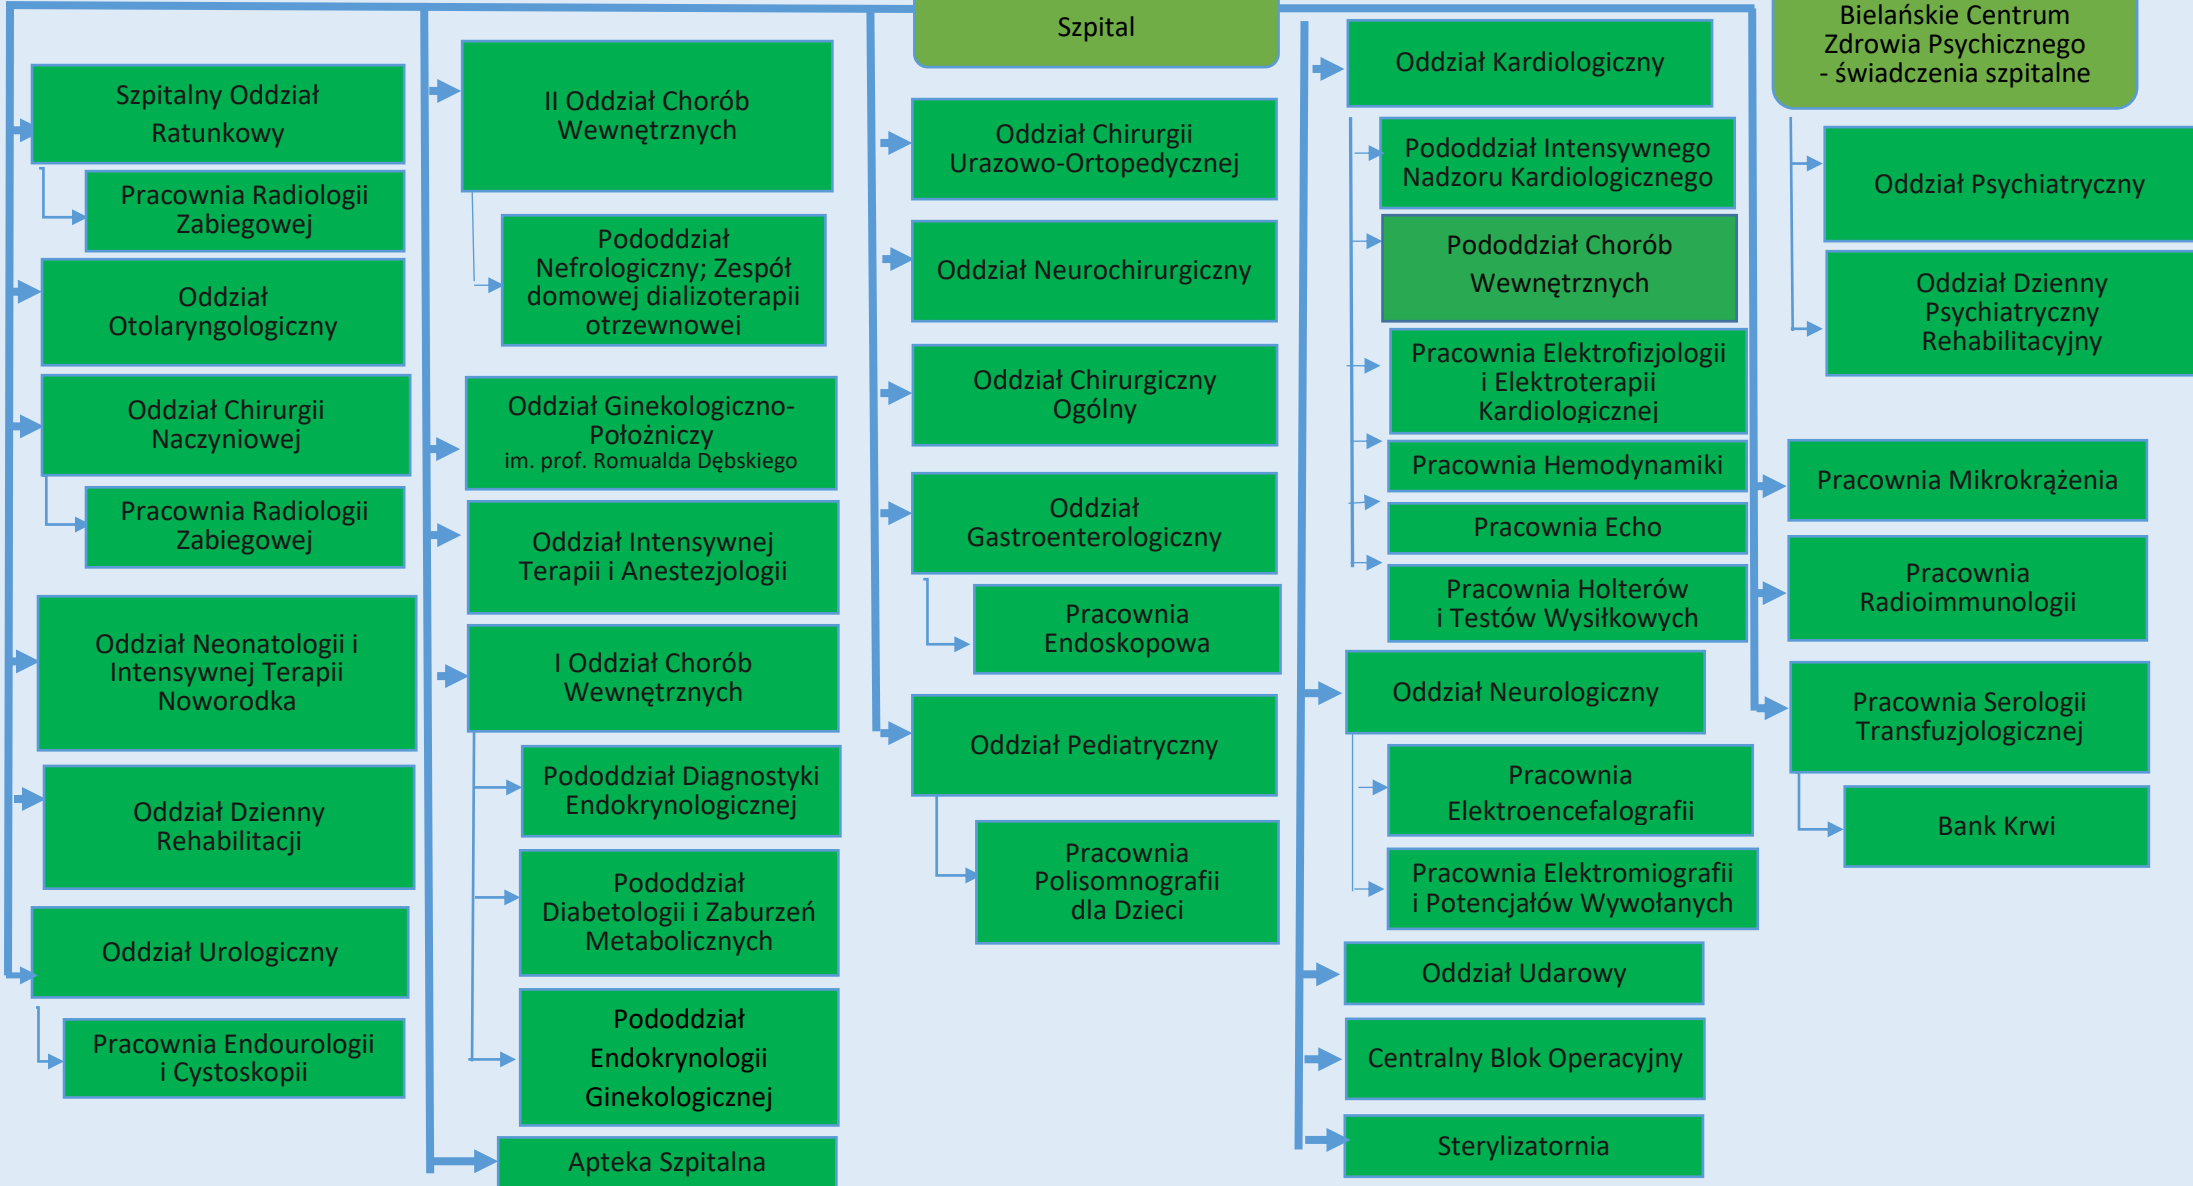 Szpital
Bielańskie Centrum
Zdrowia Psychicznego
- świadczenia szpitalne
Szpitalny Oddział
Ratunkowy
Pracownia Radiologii
Zabiegowej
Oddział
Otolaryngologiczny
Oddział Chirurgii
Naczyniowej
Pracownia Radiologii
Zabiegowej
Oddział Neonatologii i
Intensywnej Terapii
Noworodka
Oddział Dzienny
Rehabilitacji
Oddział Urologiczny
Pracownia Endourologii
i Cystoskopii
II Oddział Chorób
Wewnętrznych
Pododdział
Nefrologiczny; Zespół
domowej dializoterapii
otrzewnowej
Oddział Ginekologiczno-
Położniczy
im. prof. Romualda Dębskiego
Oddział Intensywnej
Terapii i Anestezjologii
I Oddział Chorób
Wewnętrznych
Pododdział Diagnostyki
Endokrynologicznej
Pododdział
Diabetologii i Zaburzeń
Metabolicznych
Pododdział
Endokrynologii
Ginekologicznej
Apteka Szpitalna
Oddział Chirurgii
Urazowo-Ortopedycznej
Oddział Neurochirurgiczny
Oddział Chirurgiczny
Ogólny
Oddział
Gastroenterologiczny
Pracownia
Endoskopowa
Oddział Pediatryczny
Pracownia
Polisomnografii
dla Dzieci
Oddział Kardiologiczny
Pododdział Intensywnego
Nadzoru Kardiologicznego
Pododdział Chorób
Wewnętrznych
Pracownia Elektrofizjologii
i Elektroterapii
Kardiologicznej
Pracownia Hemodynamiki
Pracownia Echo
Pracownia Holterów
i Testów Wysiłkowych
Oddział Neurologiczny
Pracownia
Elektroencefalografii
Pracownia Elektromiografii
i Potencjałów Wywołanych
Oddział Udarowy
Centralny Blok Operacyjny
Sterylizatornia
Oddział Psychiatryczny
Oddział Dzienny
Psychiatryczny
Rehabilitacyjny
Pracownia Mikrokrążenia
Pracownia
Radioimmunologii
Pracownia Serologii
Transfuzjologicznej
Bank Krwi